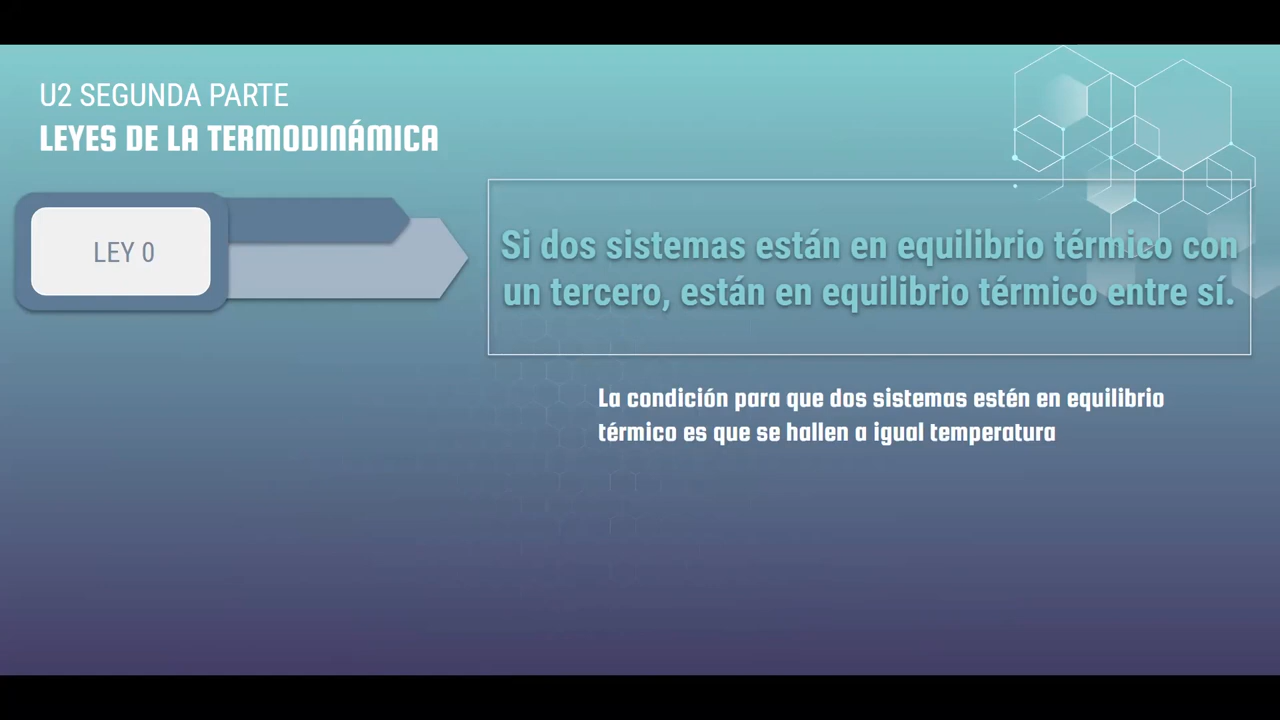 U2 SEGUNDA PARTE
LEYES DE LA TERMODINÁMICA
LEY 0
Si dos sistemas están en equilibrio térmico con
un tercero, están en equilibrio térmico entre sí.
La condición para que dos sistemas estén en equilibrio
térmico es que se hallen a igual temperatura